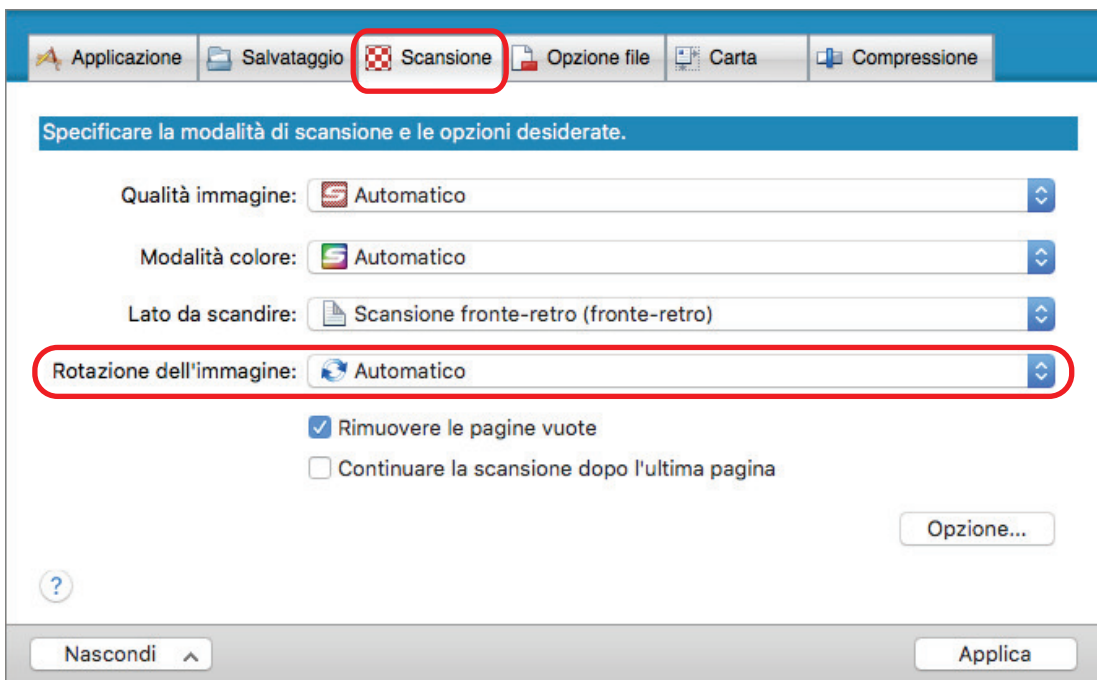 Applicazione Salvataggio Scansione Opzione file Carta Compressione
Specificare la modalità di scansione e le opzioni desiderate.
Qualità immagine: Automatico
Modalità colore: Automatico
Lato da scandire: Scansione fronte-retro (fronte-retro)
Rotazione dell'immagine: Automatico
Rimuovere le pagine vuote
Continuare la scansione dopo l'ultima pagina
Opzione...
?
Nascondi Applica